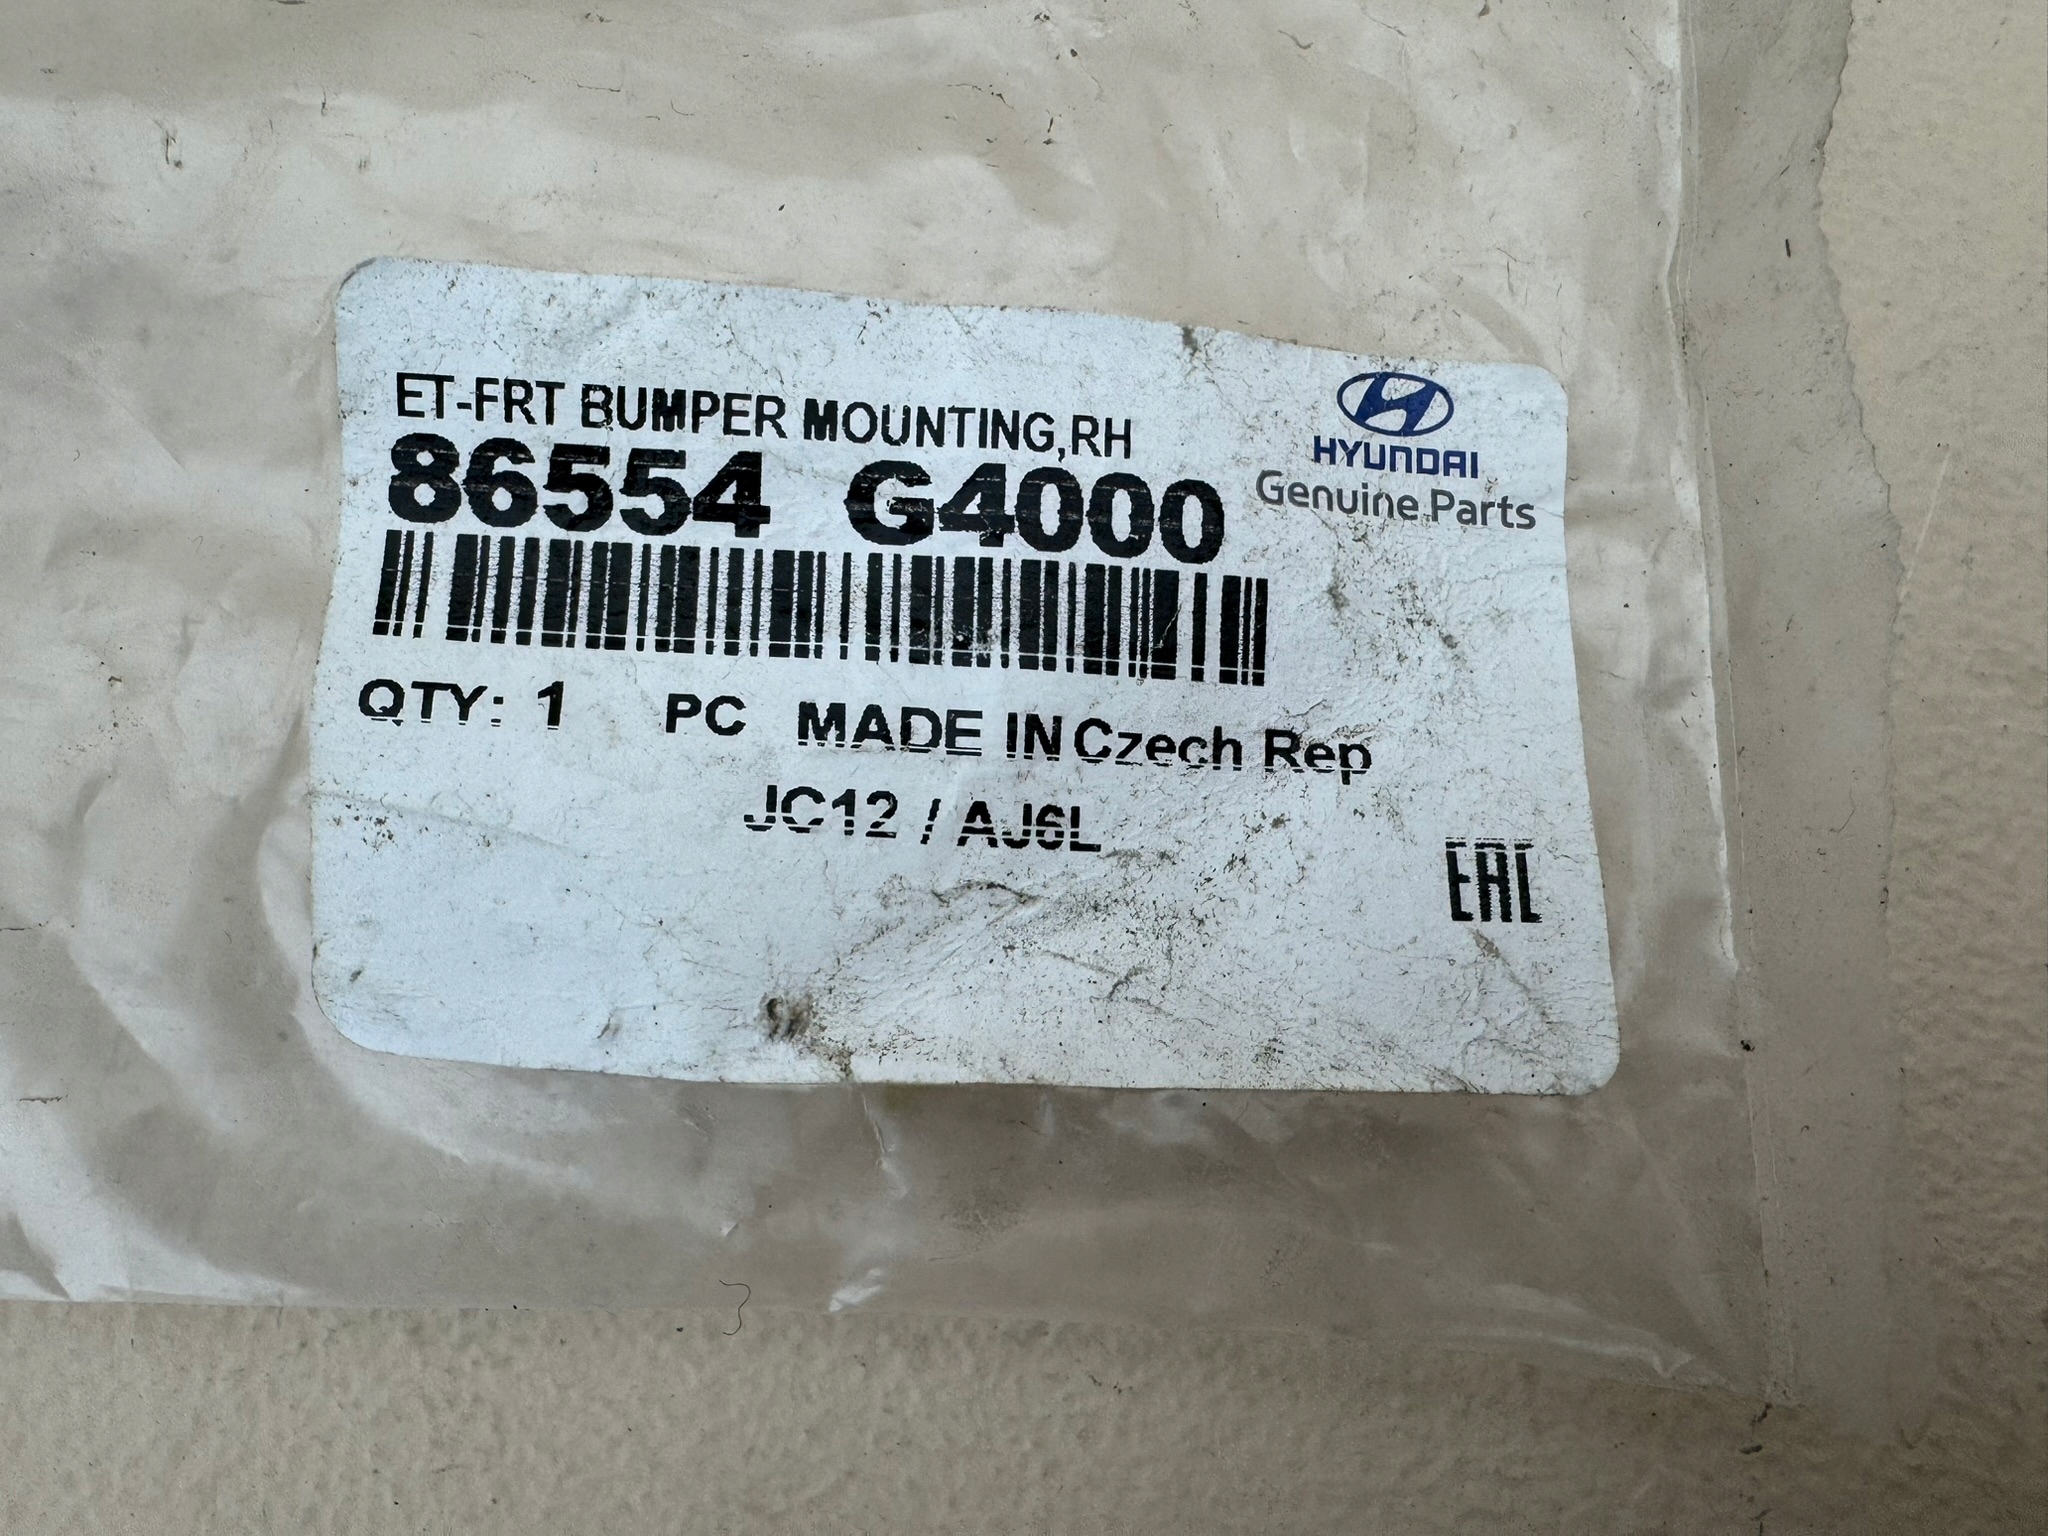 ET-FRT BUMPER MOUNTING,RH
86554 G4000
HYUNDAI
Genuine Parts
QTY: 1 PC MADE IN Czech Rep
JC12 / AJ6L
EAC